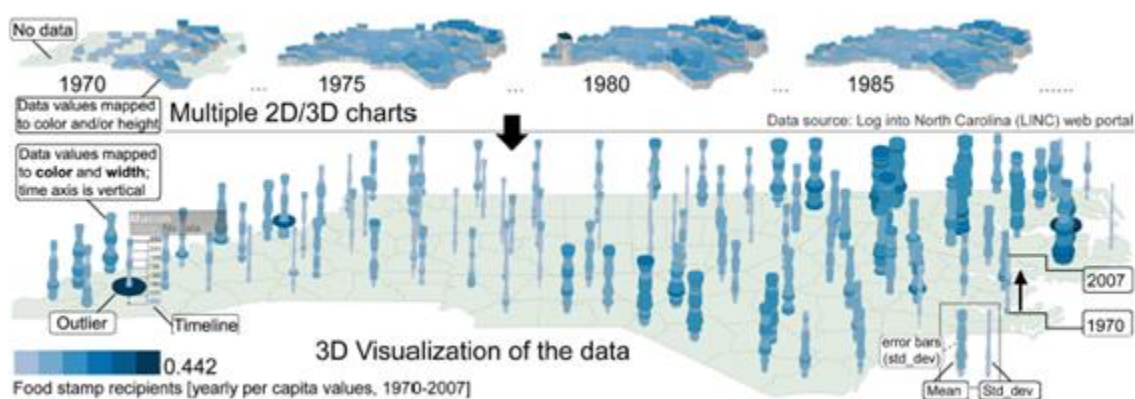 No data
1970
...
1975
...
1980
...
1985
......
Data values mapped
to color and/or height
Multiple 2D/3D charts
Data source: Log into North Carolina (LINC) web portal
Data values mapped
to color and width;
time axis is vertical
Outlier
Timeline
2007
1970
3D Visualization of the data
error bars
(std_dev)
Mean
Std_dev
0.442
Food stamp recipients [yearly per capita values, 1970-2007]